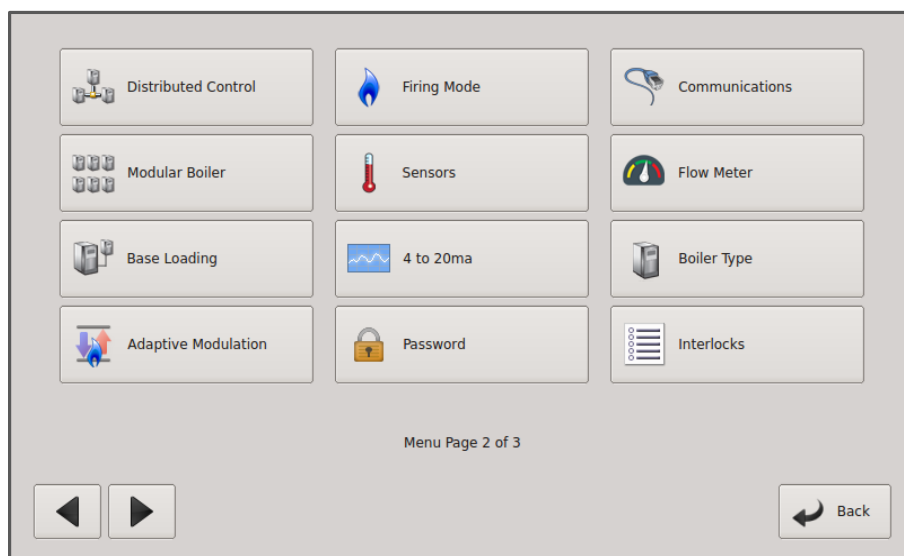 Distributed Control
Firing Mode
Communications
Modular Boiler
Sensors
Flow Meter
Base Loading
4 to 20ma
Boiler Type
Adaptive Modulation
Password
Interlocks
Menu Page 2 of 3
Back